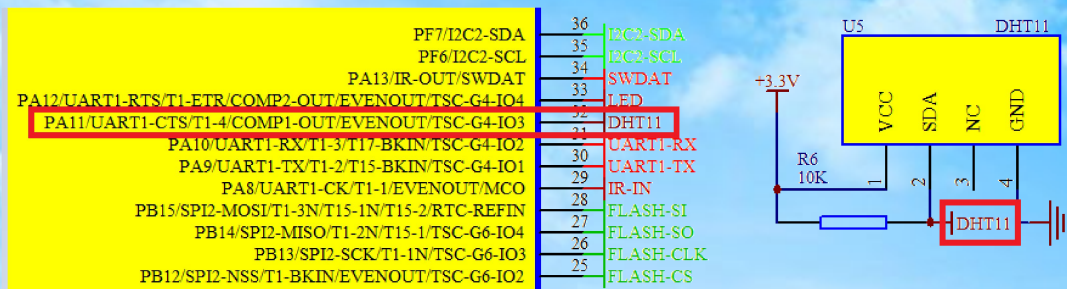 PF7/I2C2-SDA 36 I2C2-SDA
PF6/I2C2-SCL 35 I2C2-SCL
PA13/IR-OUT/SWDAT 34 SWDAT
PA12/UART1-RTS/T1-ETR/COMP2-OUT/EVENOUT/TSC-G4-IO4 33 LED
PA11/UART1-CTS/T1-4/COMP1-OUT/EVENOUT/TSC-G4-IO3 32 DHT11
PA10/UART1-RX/T1-3/T17-BKIN/TSC-G4-IO2 31 UART1-RX
PA9/UART1-TX/T1-2/T15-BKIN/TSC-G4-IO1 30 UART1-TX
PA8/UART1-CK/T1-1/EVENOUT/MCO 29 IR-IN
PB15/SPI2-MOSI/T1-3N/T15-1N/T15-2/RTC-REFIN 28 FLASH-SI
PB14/SPI2-MISO/T1-2N/T15-1/TSC-G6-IO4 27 FLASH-SO
PB13/SPI2-SCK/T1-1N/TSC-G6-IO3 26 FLASH-CLK
PB12/SPI2-NSS/T1-BKIN/EVENOUT/TSC-G6-IO2 25 FLASH-CS
U5 DHT11
+3.3V
VCC SDA NC GND
R6
10K
1 2 3 4
DHT11